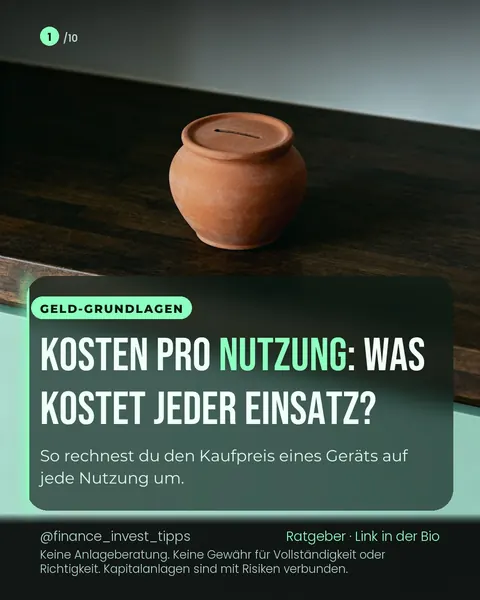 1 /10
GELD-GRUNDLAGEN
KOSTEN PRO NUTZUNG: WAS
KOSTET JEDER EINSATZ?
So rechnest du den Kaufpreis eines Geräts auf
jede Nutzung um.
@finance_invest_tipps Ratgeber · Link in der Bio
Keine Anlageberatung. Keine Gewähr für Vollständigkeit oder
Richtigkeit. Kapitalanlagen sind mit Risiken verbunden.